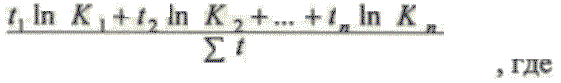 t₁ ln K₁ + t₂ ln K₂ + ... + tₙ ln Kₙ
∑ t
, где